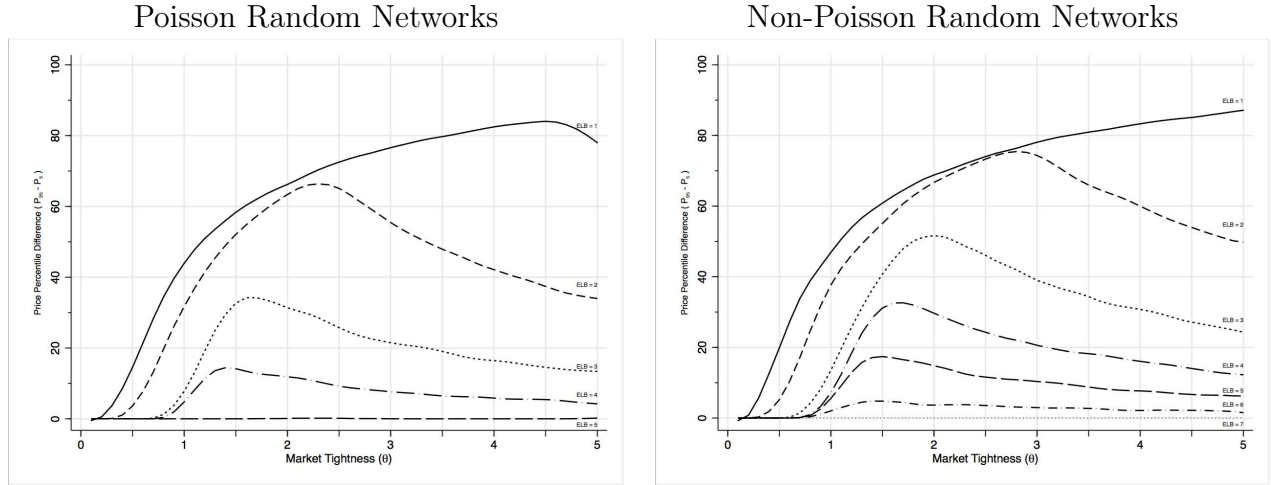 Poisson Random Networks
Non-Poisson Random Networks
Price Percentile Difference ( P95 - P5 )
100
80
60
40
20
0
ELB = 1
ELB = 2
ELB = 3
ELB = 4
ELB = 5
0 1 2 3 4 5
Market Tightness (θ)
Price Percentile Difference ( P95 - P5 )
100
80
60
40
20
0
ELB = 1
ELB = 2
ELB = 3
ELB = 4
ELB = 5
ELB = 6
ELB = 7
0 1 2 3 4 5
Market Tightness (θ)